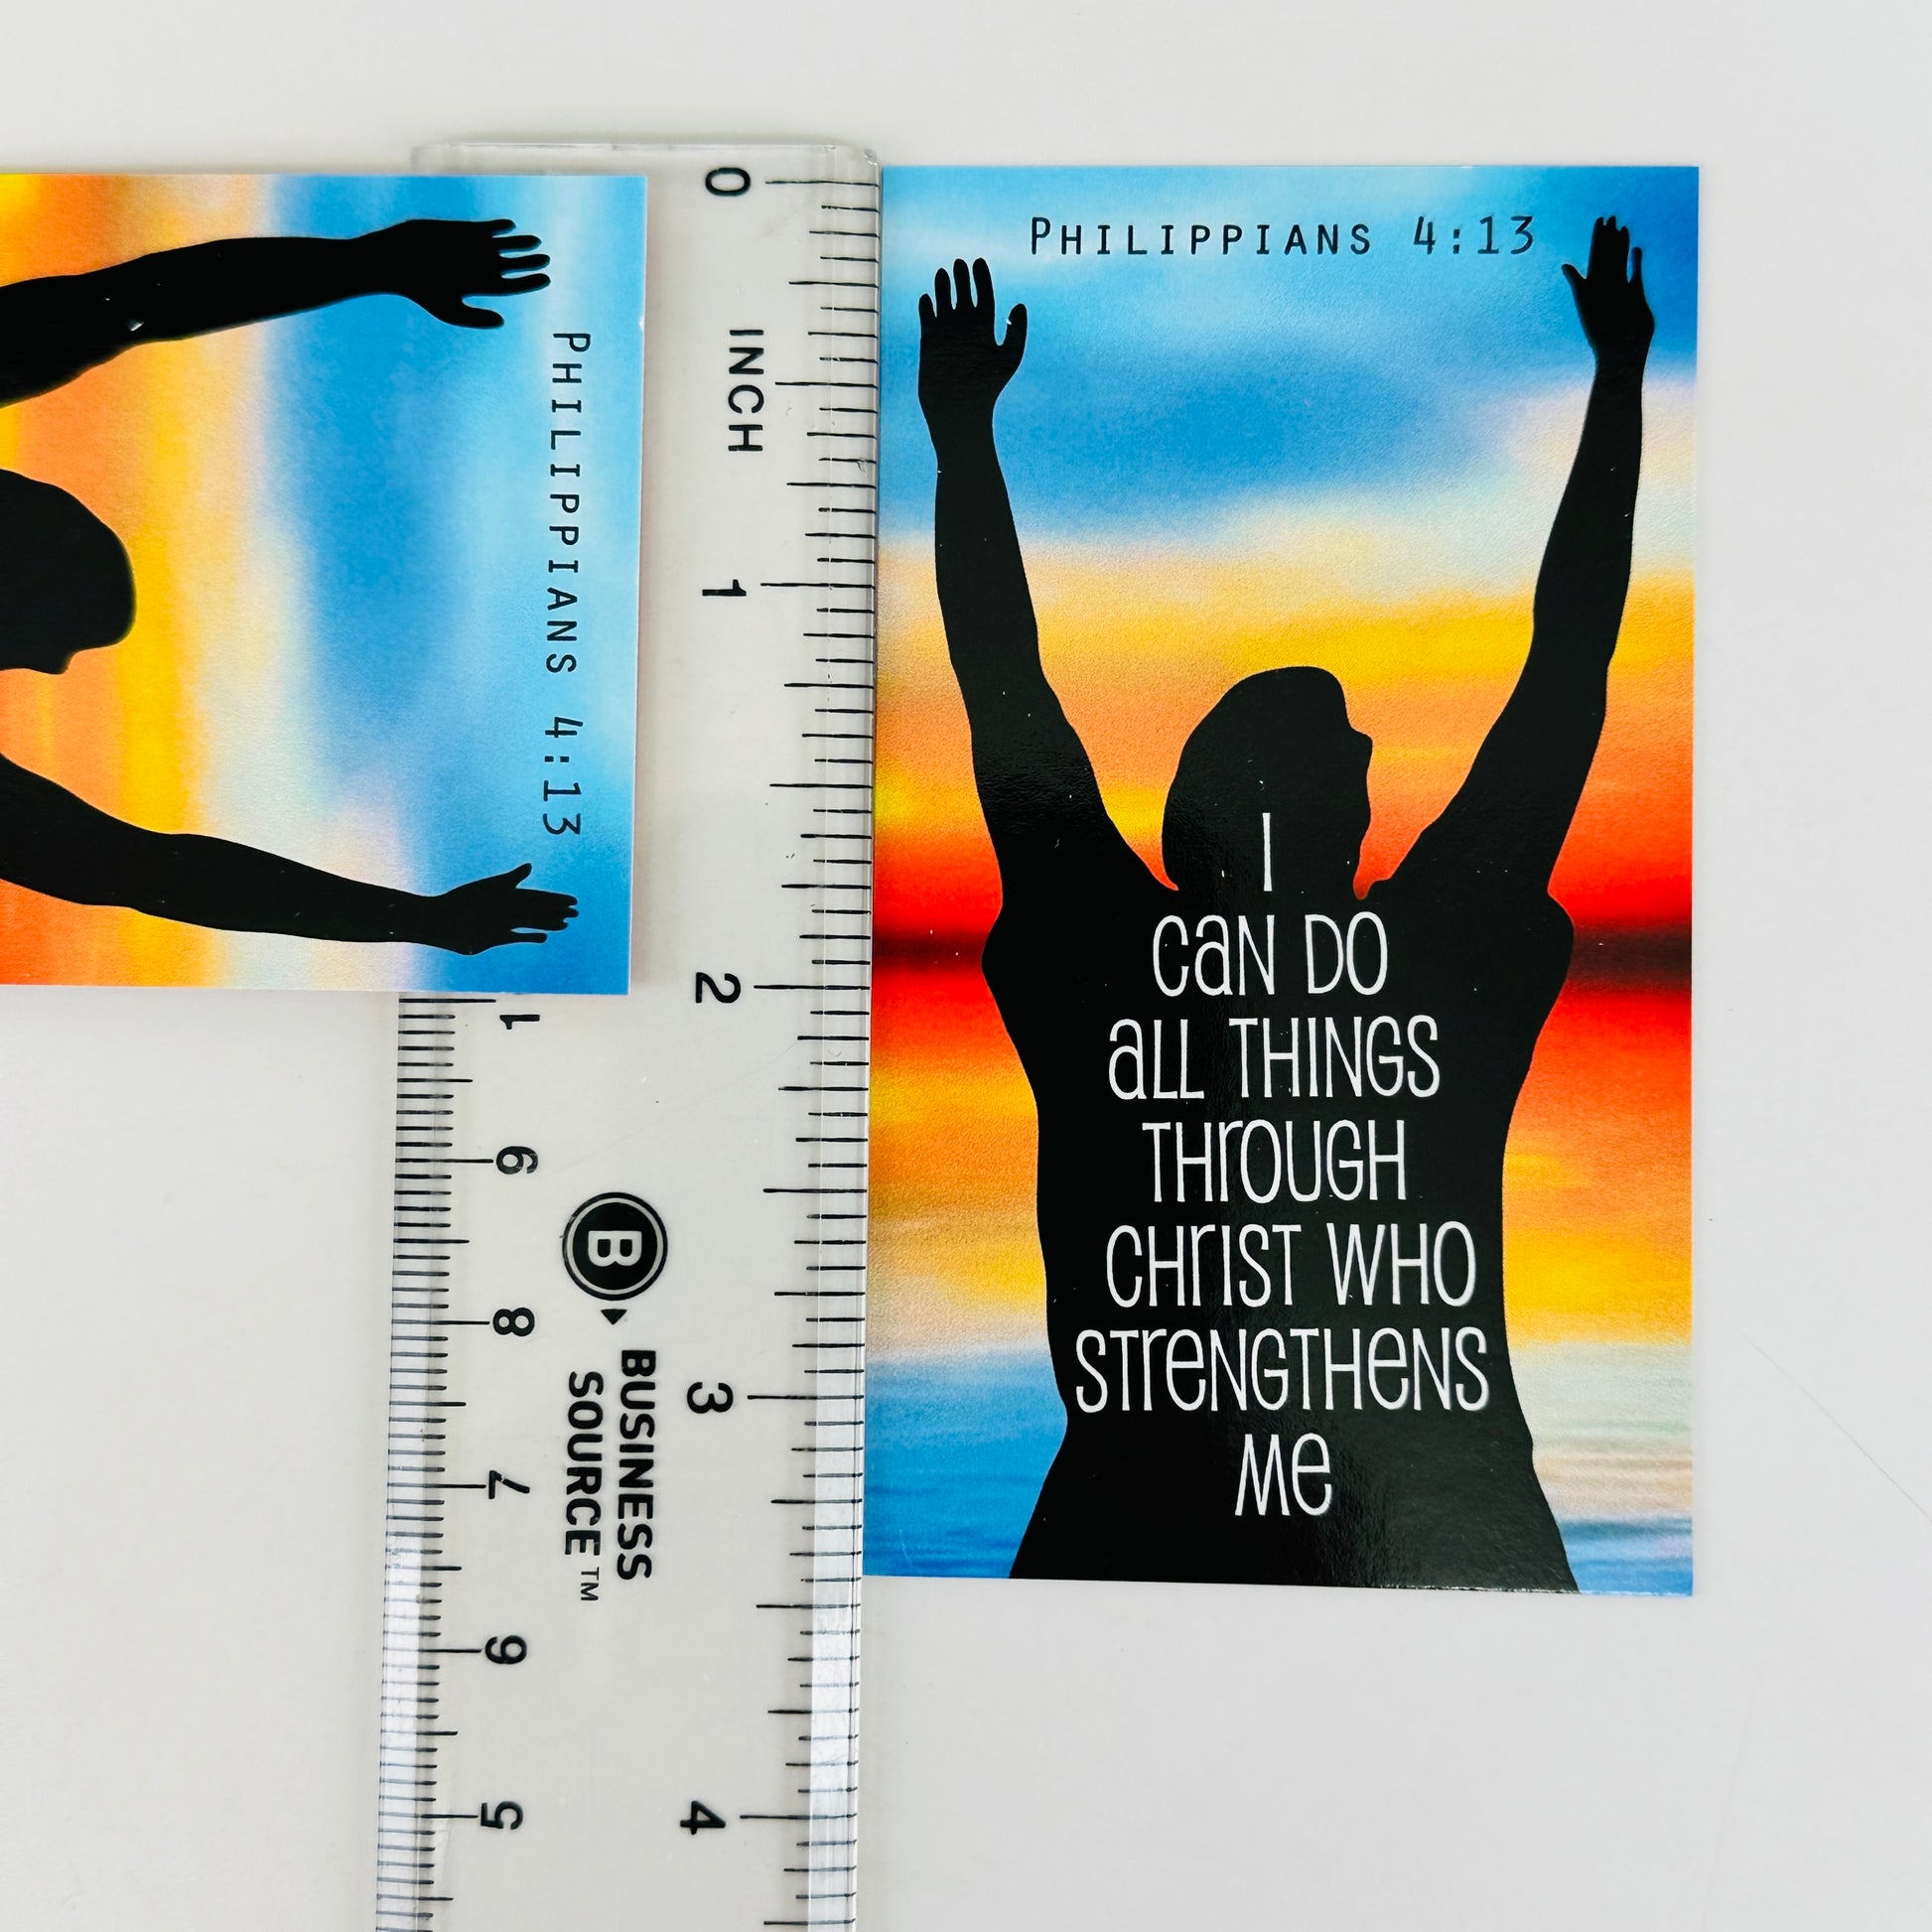 PHILIPPIANS 4:13
0
INCH
1
2
3
4
1
6
8
7
9
5
B
BUSINESS
SOURCE™
PHILIPPIANS 4:13
I
CAN DO
ALL THINGS
THROUGH
CHRIST WHO
STRENGTHENS
ME